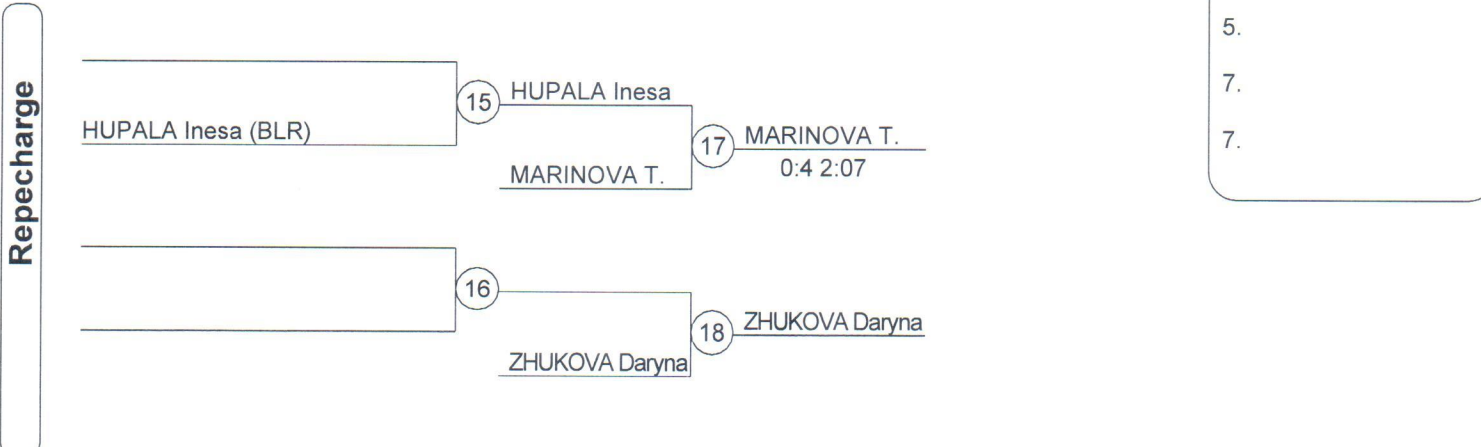 Repecharge
HUPALA Inesa (BLR)
15
HUPALA Inesa
MARINOVA T.
17
MARINOVA T.
0:4 2:07
16
ZHUKOVA Daryna
18
ZHUKOVA Daryna
5.
7.
7.